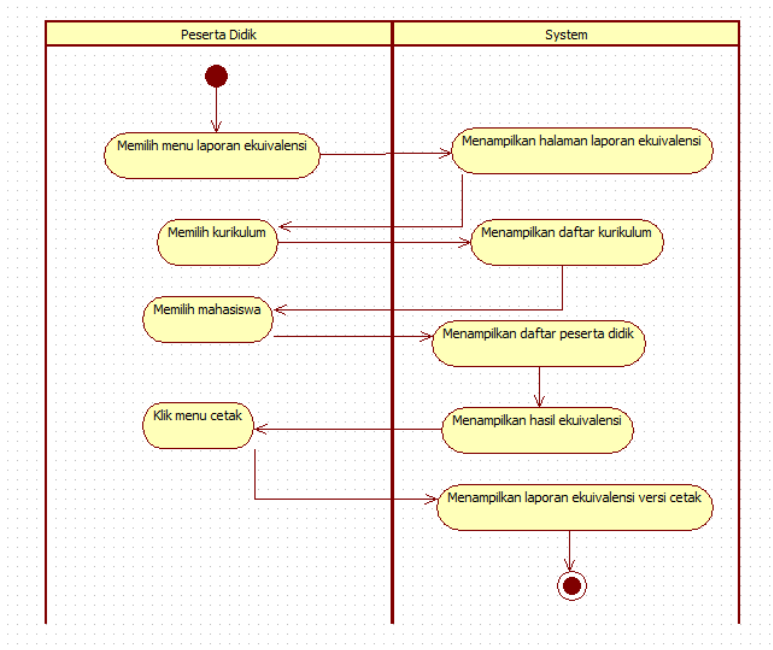 Peserta Didik
System
Memilih menu laporan ekuivalensi
Menampilkan halaman laporan ekuivalensi
Memilih kurikulum
Menampilkan daftar kurikulum
Memilih mahasiswa
Menampilkan daftar peserta didik
Klik menu cetak
Menampilkan hasil ekuivalensi
Menampilkan laporan ekuivalensi versi cetak